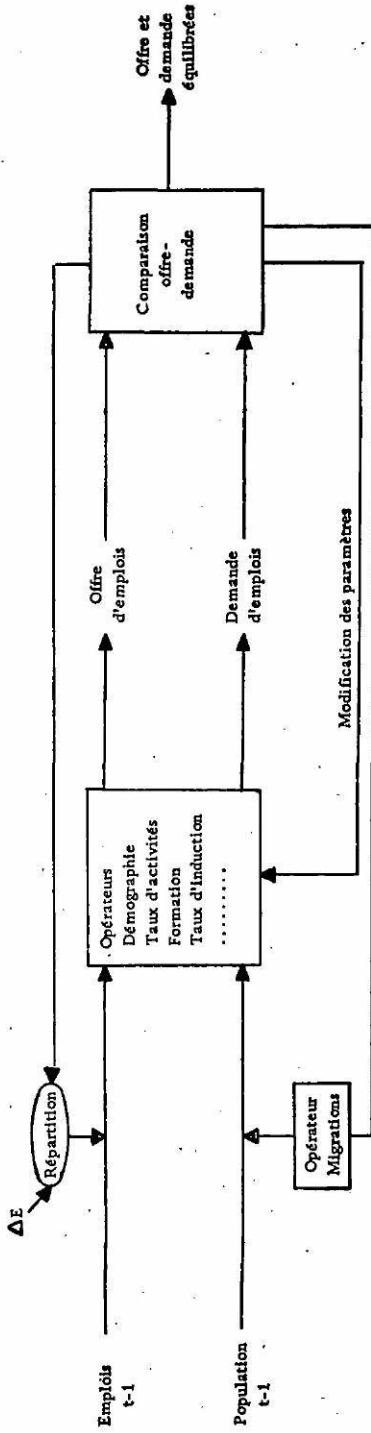 ΔE
Répartition
Emplois
t-1
Population
t-1
Opérateur
Migrations
Opérateurs
Démographie
Taux d'activités
Formation
Taux d'induction
.........
Offre
d'emplois
Demande
d'emplois
Modification des paramètres
Comparaison
offre-
demande
Offre et
demande
équilibrées